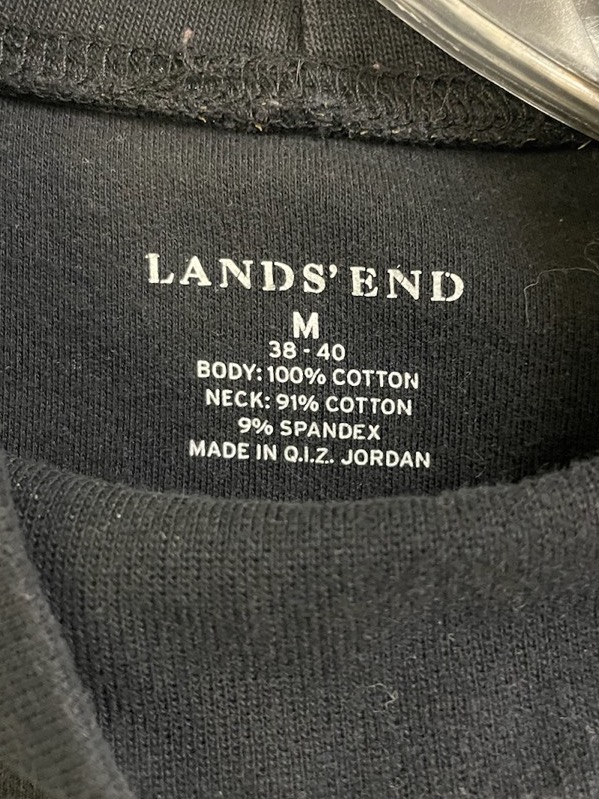 LANDS' END
M
38 - 40
BODY: 100% COTTON
NECK: 91% COTTON
9% SPANDEX
MADE IN Q.I.Z. JORDAN